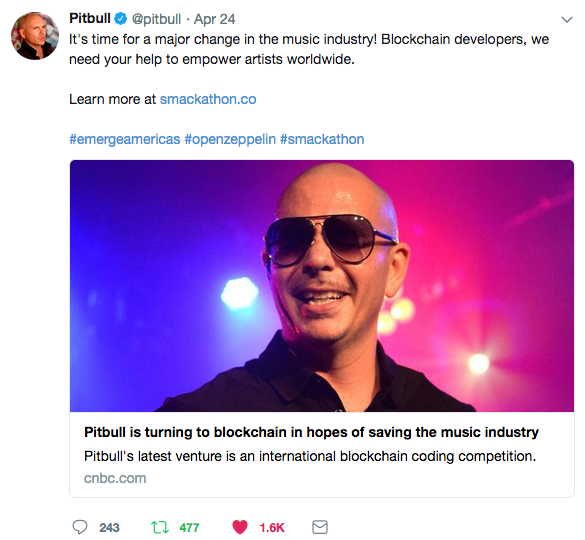 Pitbull @pitbull · Apr 24
It's time for a major change in the music industry! Blockchain developers, we
need your help to empower artists worldwide.
Learn more at smackathon.co
#emergeamericas #openzeppelin #smackathon
Pitbull is turning to blockchain in hopes of saving the music industry
Pitbull's latest venture is an international blockchain coding competition.
cnbc.com
243 477 1.6K